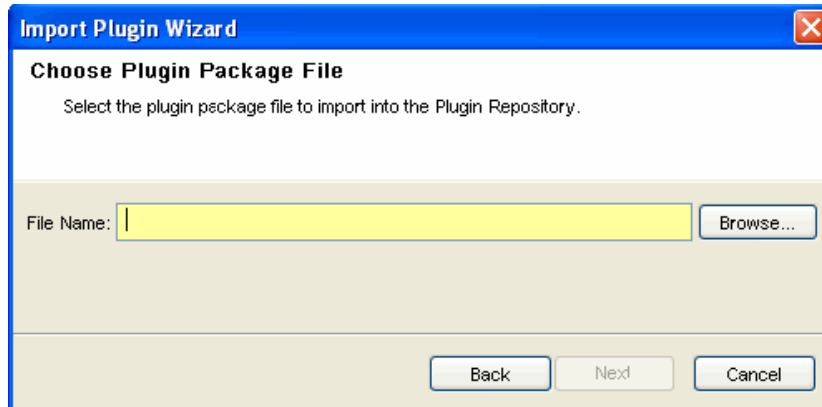 Import Plugin Wizard
Choose Plugin Package File
Select the plugin package file to import into the Plugin Repository.
File Name:
Browse...
Back
Next
Cancel